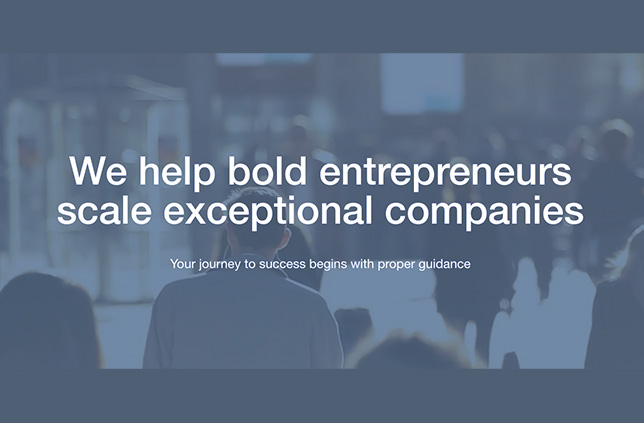 We help bold entrepreneurs
scale exceptional companies
Your journey to success begins with proper guidance